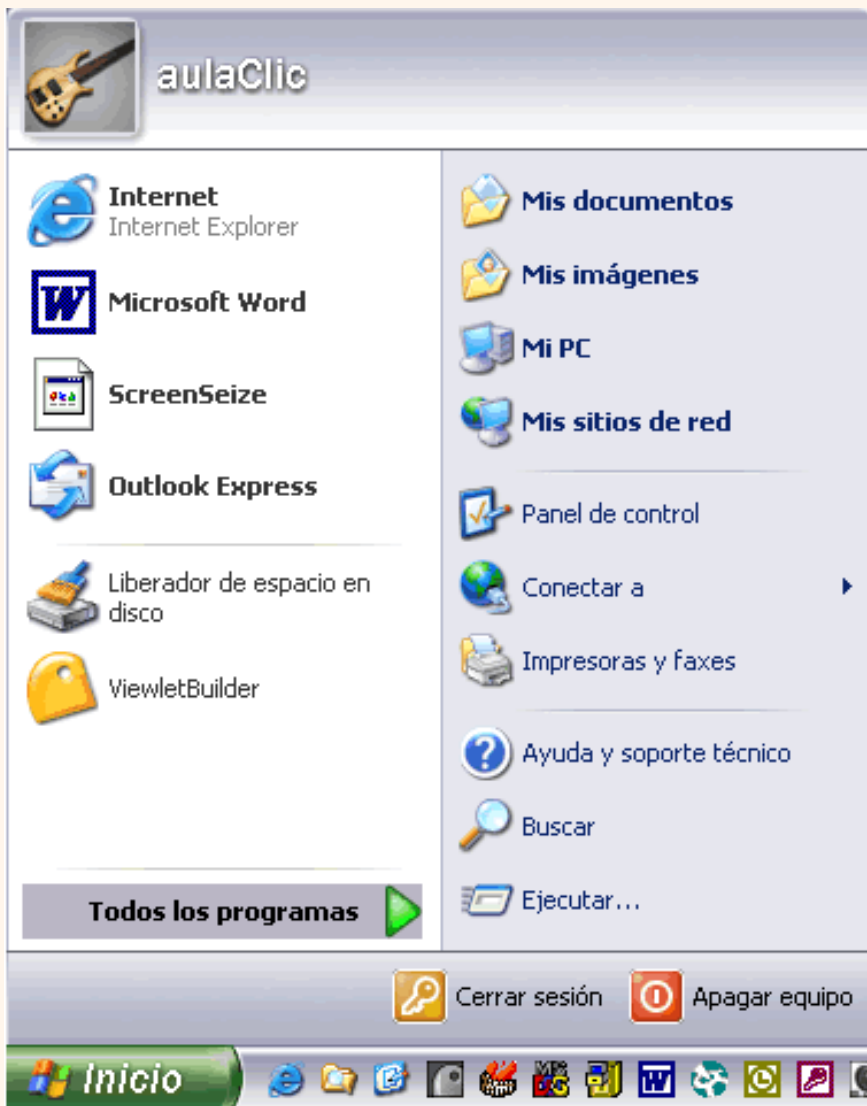 aulaClic
Internet
Internet Explorer
Microsoft Word
ScreenSeize
Outlook Express
Liberador de espacio en
disco
ViewletBuilder
Todos los programas
Mis documentos
Mis imágenes
Mi PC
Mis sitios de red
Panel de control
Conectar a
Impresoras y faxes
Ayuda y soporte técnico
Buscar
Ejecutar...
Cerrar sesión
Apagar equipo
Inicio